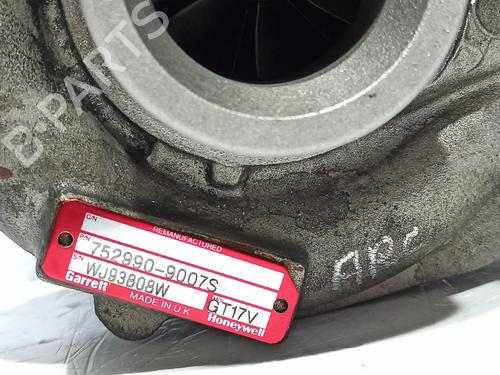 B-PARTS
C/N
REMANUFACTURED
P/N 752990-9007S
S/N WJ93808W
Garrett MADE IN U.K. GT17V
Honeywell